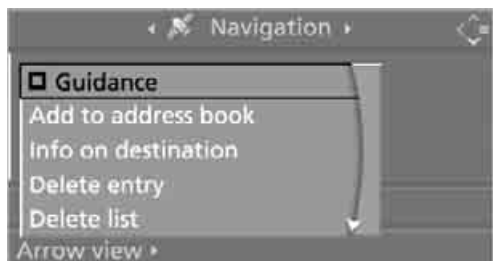 Navigation
Guidance
Add to address book
Info on destination
Delete entry
Delete list
Arrow view